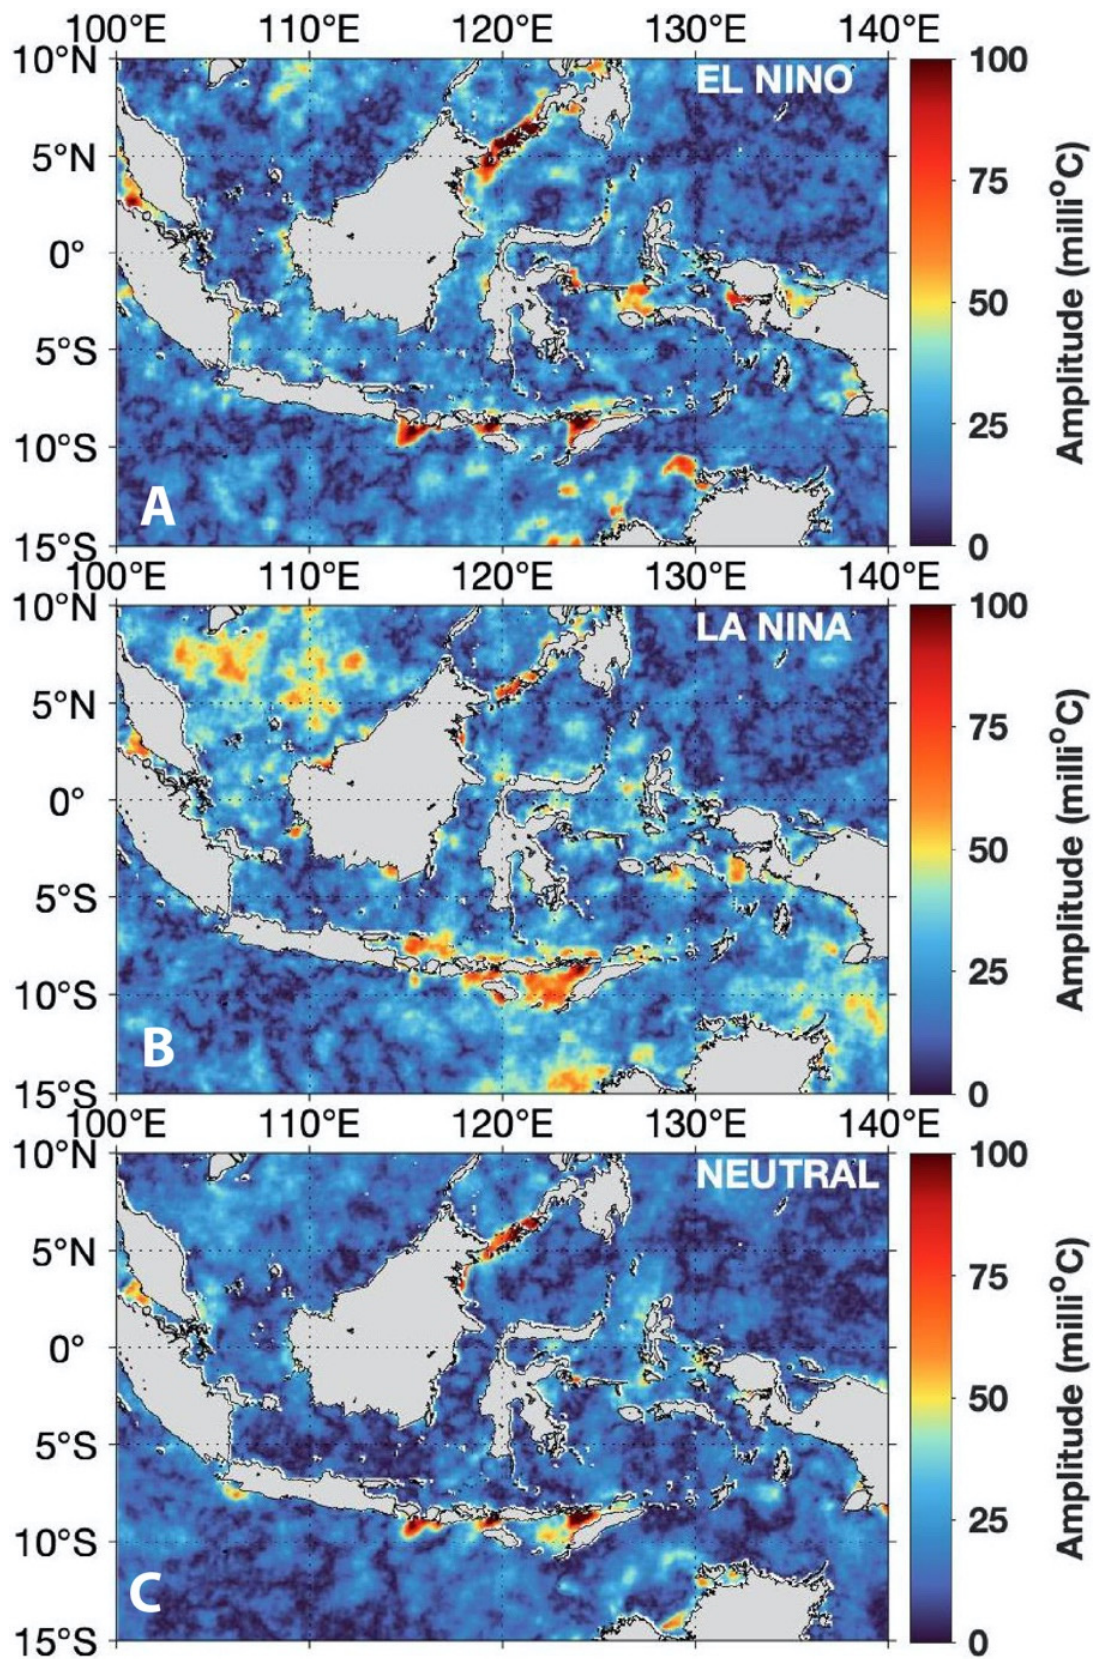 100°E 110°E 120°E 130°E 140°E
10°N EL NINO 100
5°N 75
0° 50
5°S 25
10°S
15°S A 0
Amplitude (milli°C)
100°E 110°E 120°E 130°E 140°E
10°N LA NINA 100
5°N 75
0° 50
5°S 25
10°S
15°S B 0
Amplitude (milli°C)
100°E 110°E 120°E 130°E 140°E
10°N NEUTRAL 100
5°N 75
0° 50
5°S 25
10°S
15°S C 0
Amplitude (milli°C)